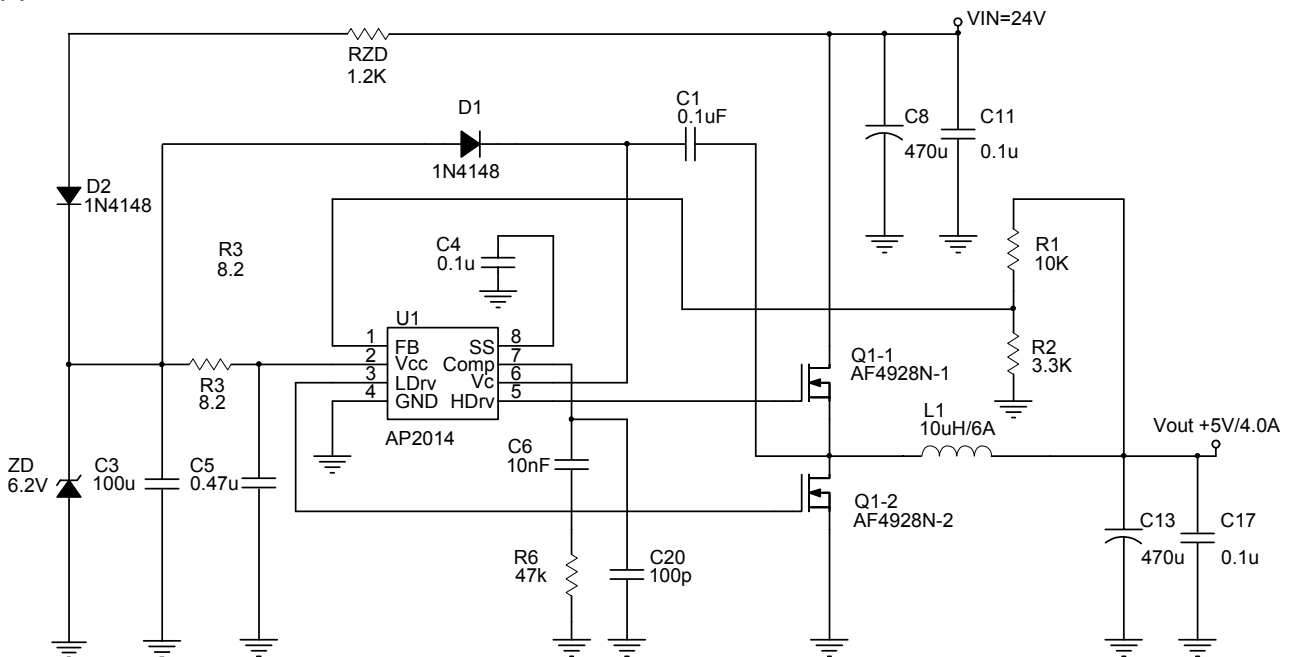 VIN=24V
RZD
1.2K
D1
1N4148
C1
0.1uF
C8
470u
C11
0.1u
D2
1N4148
R3
8.2
C4
0.1u
R1
10K
U1
1
2
3
4
FB
Vcc
LDrv
GND
SS
Comp
Vc
HDrv
8
7
6
5
AP2014
R2
3.3K
Q1-1
AF4928N-1
R3
8.2
L1
10uH/6A
Vout +5V/4.0A
ZD
6.2V
C3
100u
C5
0.47u
C6
10nF
Q1-2
AF4928N-2
C13
470u
C17
0.1u
R6
47k
C20
100p